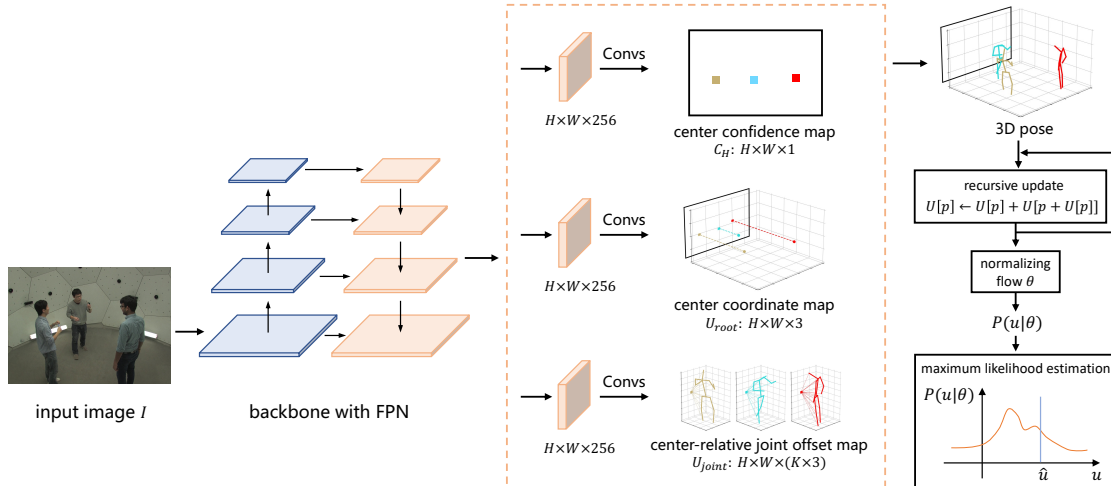 input image I
backbone with FPN
Convs
H×W×256
center confidence map
C_H: H×W×1
Convs
H×W×256
center coordinate map
U_root: H×W×3
Convs
H×W×256
center-relative joint offset map
U_joint: H×W×(K×3)
3D pose
recursive update
U[p] ← U[p] + U[p + U[p]]
normalizing
flow θ
P(u|θ)
maximum likelihood estimation
P(u|θ)
û
u